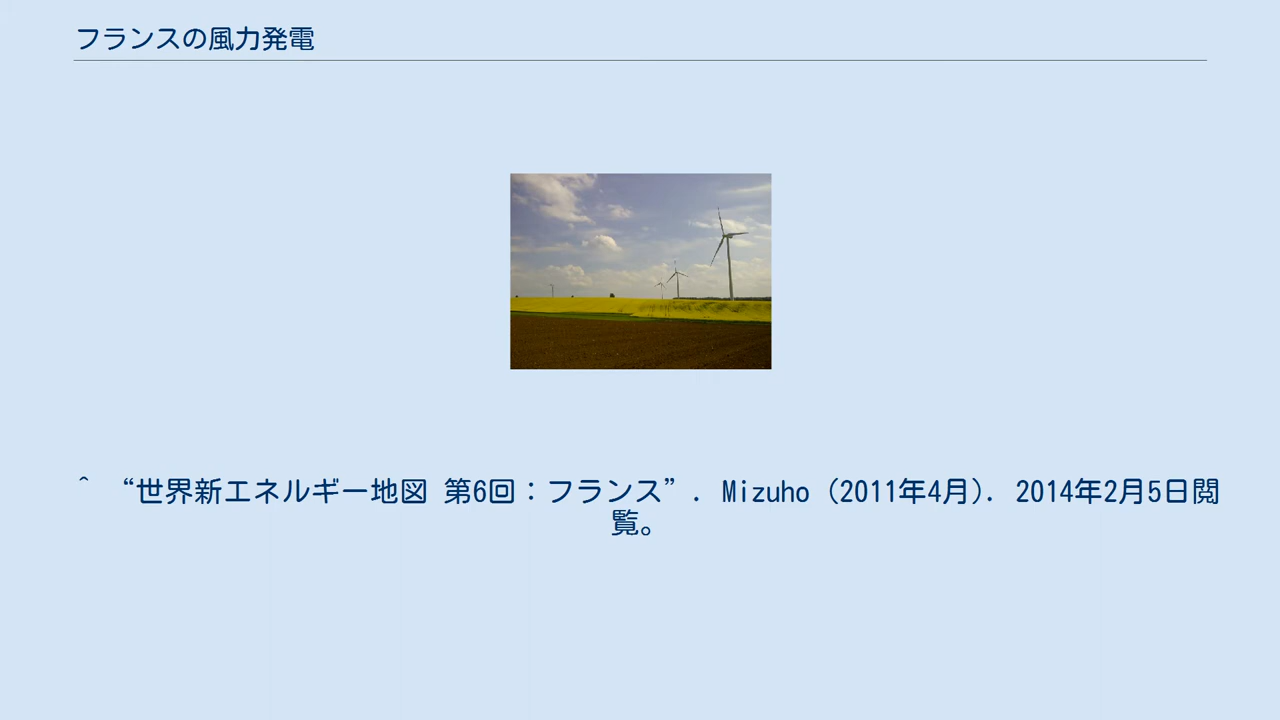 フランスの風力発電
^ “世界新エネルギー地図 第6回：フランス”. Mizuho (2011年4月). 2014年2月5日閲
覧。